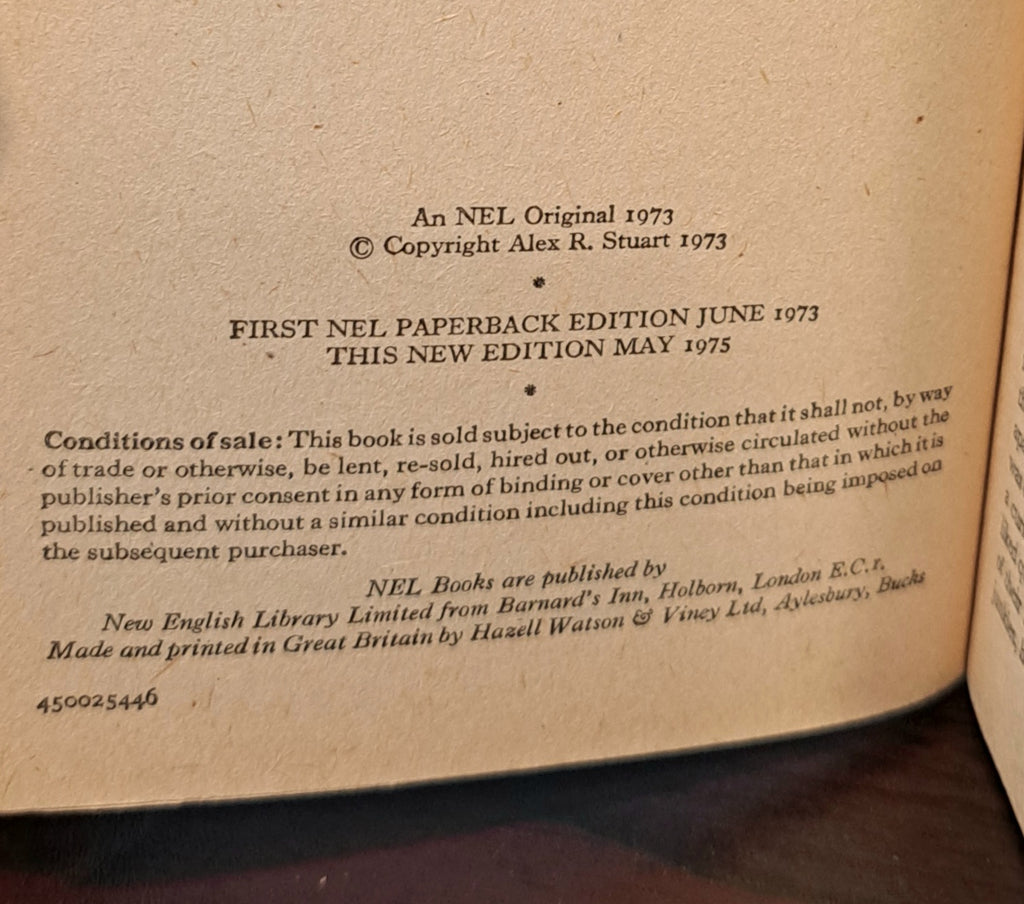 An NEL Original 1973
© Copyright Alex R. Stuart 1973
*
FIRST NEL PAPERBACK EDITION JUNE 1973
THIS NEW EDITION MAY 1975
*
Conditions of sale: This book is sold subject to the condition that it shall not, by way
of trade or otherwise, be lent, re-sold, hired out, or otherwise circulated without the
publisher's prior consent in any form of binding or cover other than that in which it is
published and without a similar condition including this condition being imposed on
the subsequent purchaser.
NEL Books are published by
New English Library Limited from Barnard's Inn, Holborn, London E.C.1.
Made and printed in Great Britain by Hazell Watson & Viney Ltd, Aylesbury, Bucks
450025446